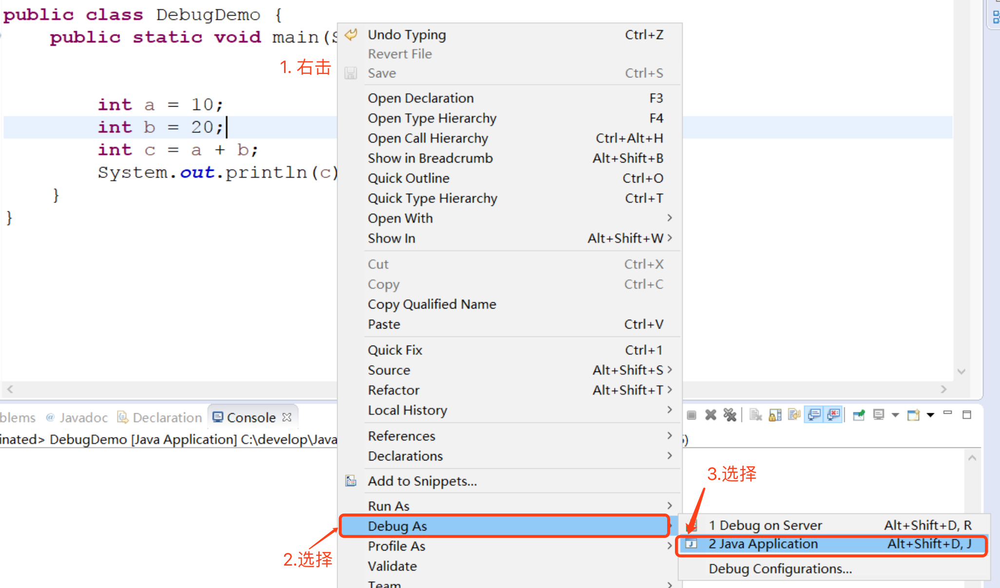 public class DebugDemo {
public static void main(S
1. 右击
int a = 10;
int b = 20;
int c = a + b;
System.out.println(c)
}
}
Undo Typing Ctrl+Z
Revert File
Save Ctrl+S
Open Declaration F3
Open Type Hierarchy F4
Open Call Hierarchy Ctrl+Alt+H
Show in Breadcrumb Alt+Shift+B
Quick Outline Ctrl+O
Quick Type Hierarchy Ctrl+T
Open With
Show In Alt+Shift+W
Cut Ctrl+X
Copy Ctrl+C
Copy Qualified Name
Paste Ctrl+V
Quick Fix Ctrl+1
Source Alt+Shift+S
Refactor Alt+Shift+T
Local History
References
Declarations
Add to Snippets...
Run As
Debug As
Profile As
Validate
Team
2.选择
3.选择
1 Debug on Server Alt+Shift+D, R
2 Java Application Alt+Shift+D, J
Debug Configurations...
blems @ Javadoc Declaration Console
inated> DebugDemo [Java Application] C:\develop\Java
)